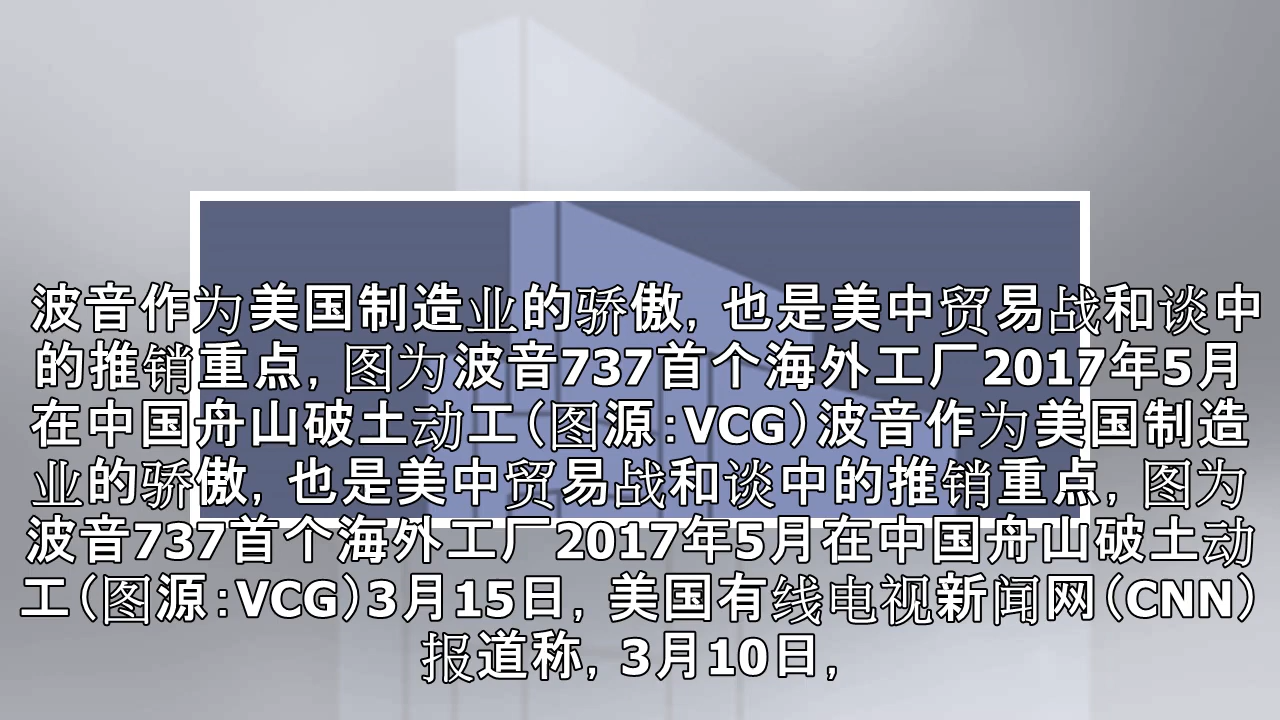 波音作为美国制造业的骄傲，也是美中贸易战和谈中
的推销重点，图为波音737首个海外工厂2017年5月
在中国舟山破土动工（图源：VCG）波音作为美国制造
业的骄傲，也是美中贸易战和谈中的推销重点，图为
波音737首个海外工厂2017年5月在中国舟山破土动
工（图源：VCG）3月15日，美国有线电视新闻网（CNN）
报道称，3月10日，